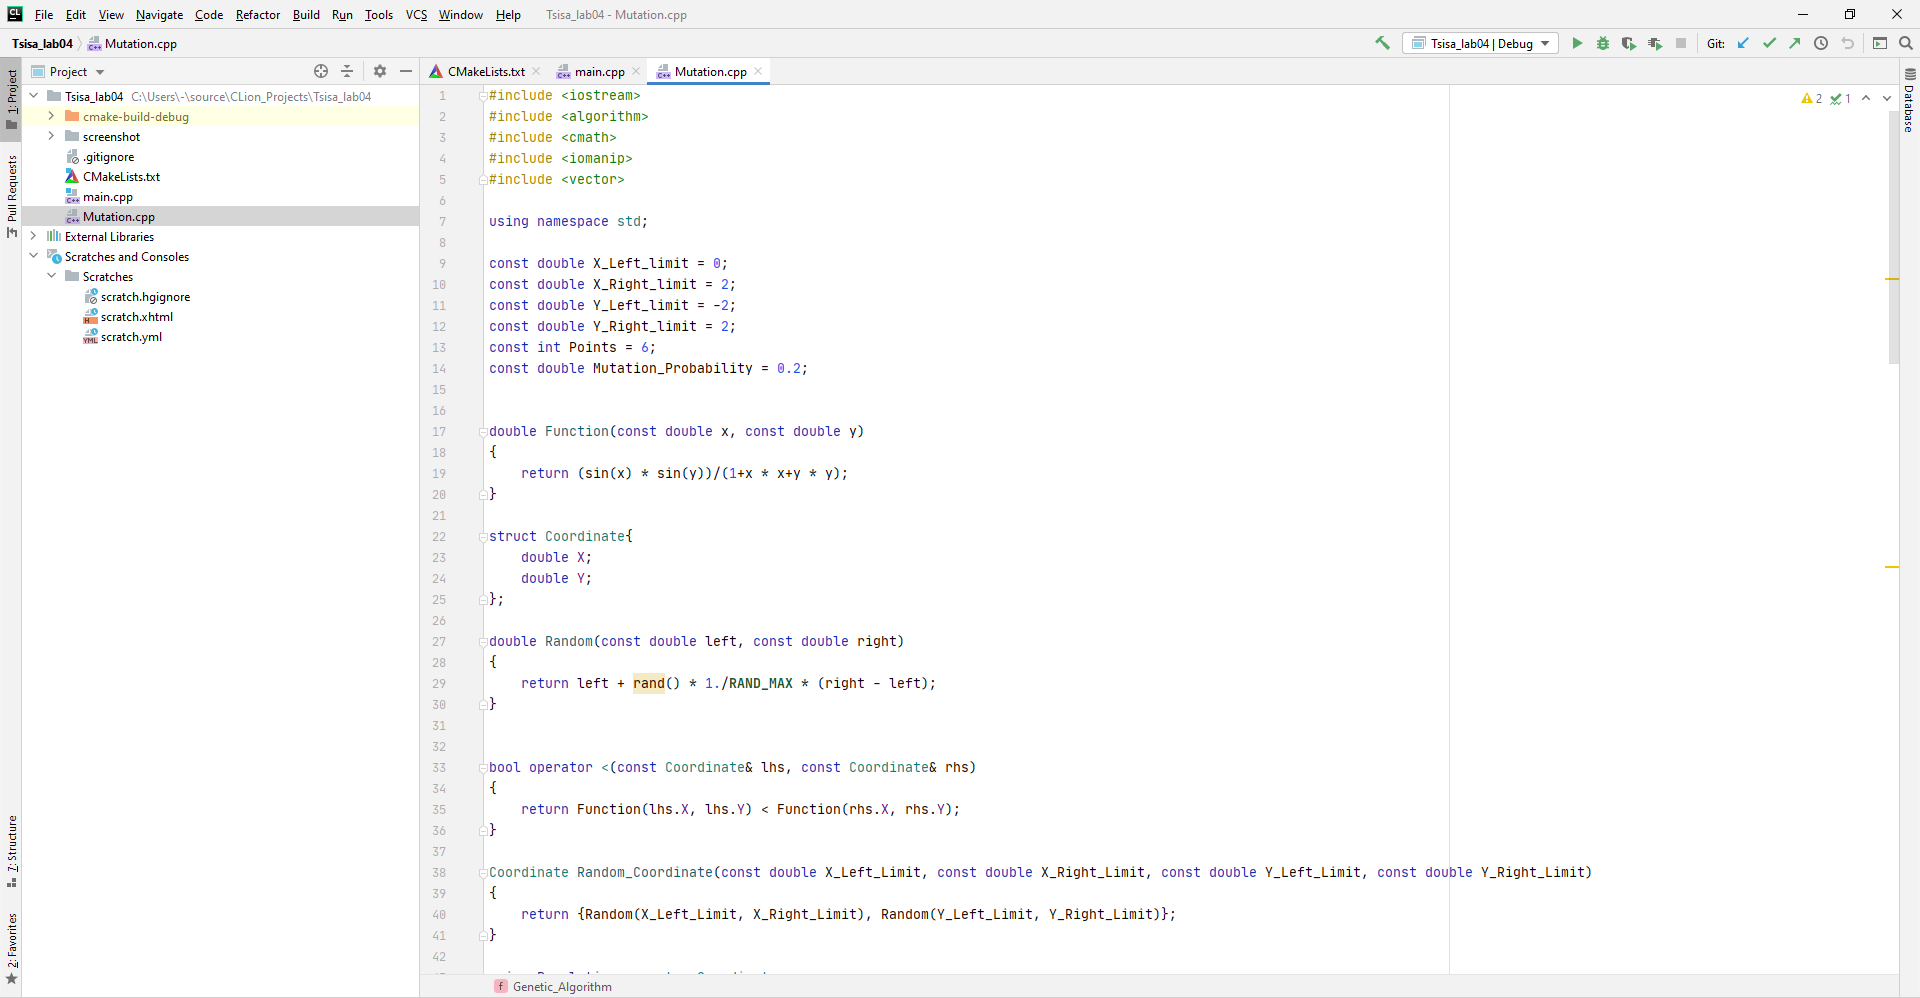 File Edit View Navigate Code Refactor Build Run Tools VCS Window Help Tsisa_lab04 - Mutation.cpp
Tsisa_lab04 Mutation.cpp Tsisa_lab04 | Debug Git:
Project
CMakeLists.txt main.cpp Mutation.cpp
1: Project
Pull Requests
7: Structure
2: Favorites
Database
Tsisa_lab04 C:\Users\-\source\CLion_Projects\Tsisa_lab04
cmake-build-debug
screenshot
.gitignore
CMakeLists.txt
main.cpp
Mutation.cpp
External Libraries
Scratches and Consoles
Scratches
scratch.hgignore
scratch.xhtml
scratch.yml
2 1
1 #include <iostream>
2 #include <algorithm>
3 #include <cmath>
4 #include <iomanip>
5 #include <vector>
6
7 using namespace std;
8
9 const double X_Left_limit = 0;
10 const double X_Right_limit = 2;
11 const double Y_Left_limit = -2;
12 const double Y_Right_limit = 2;
13 const int Points = 6;
14 const double Mutation_Probability = 0.2;
15
16
17 double Function(const double x, const double y)
18 {
19 return (sin(x) * sin(y))/(1+x * x+y * y);
20 }
21
22 struct Coordinate{
23 double X;
24 double Y;
25 };
26
27 double Random(const double left, const double right)
28 {
29 return left + rand() * 1./RAND_MAX * (right - left);
30 }
31
32
33 bool operator <(const Coordinate& lhs, const Coordinate& rhs)
34 {
35 return Function(lhs.X, lhs.Y) < Function(rhs.X, rhs.Y);
36 }
37
38 Coordinate Random_Coordinate(const double X_Left_Limit, const double X_Right_Limit, const double Y_Left_Limit, const double Y_Right_Limit)
39 {
40 return {Random(X_Left_Limit, X_Right_Limit), Random(Y_Left_Limit, Y_Right_Limit)};
41 }
42
f Genetic_Algorithm